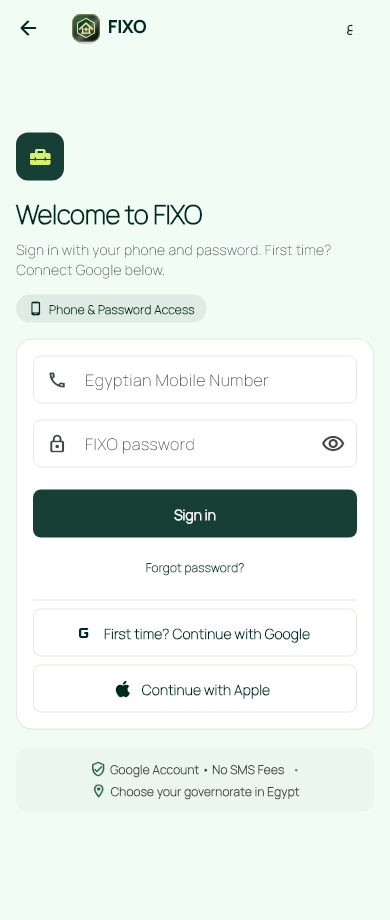 FIXO
ع
Welcome to FIXO
Sign in with your phone and password. First time?
Connect Google below.
Phone & Password Access
Egyptian Mobile Number
FIXO password
Sign in
Forgot password?
G First time? Continue with Google
Continue with Apple
Google Account • No SMS Fees •
Choose your governorate in Egypt